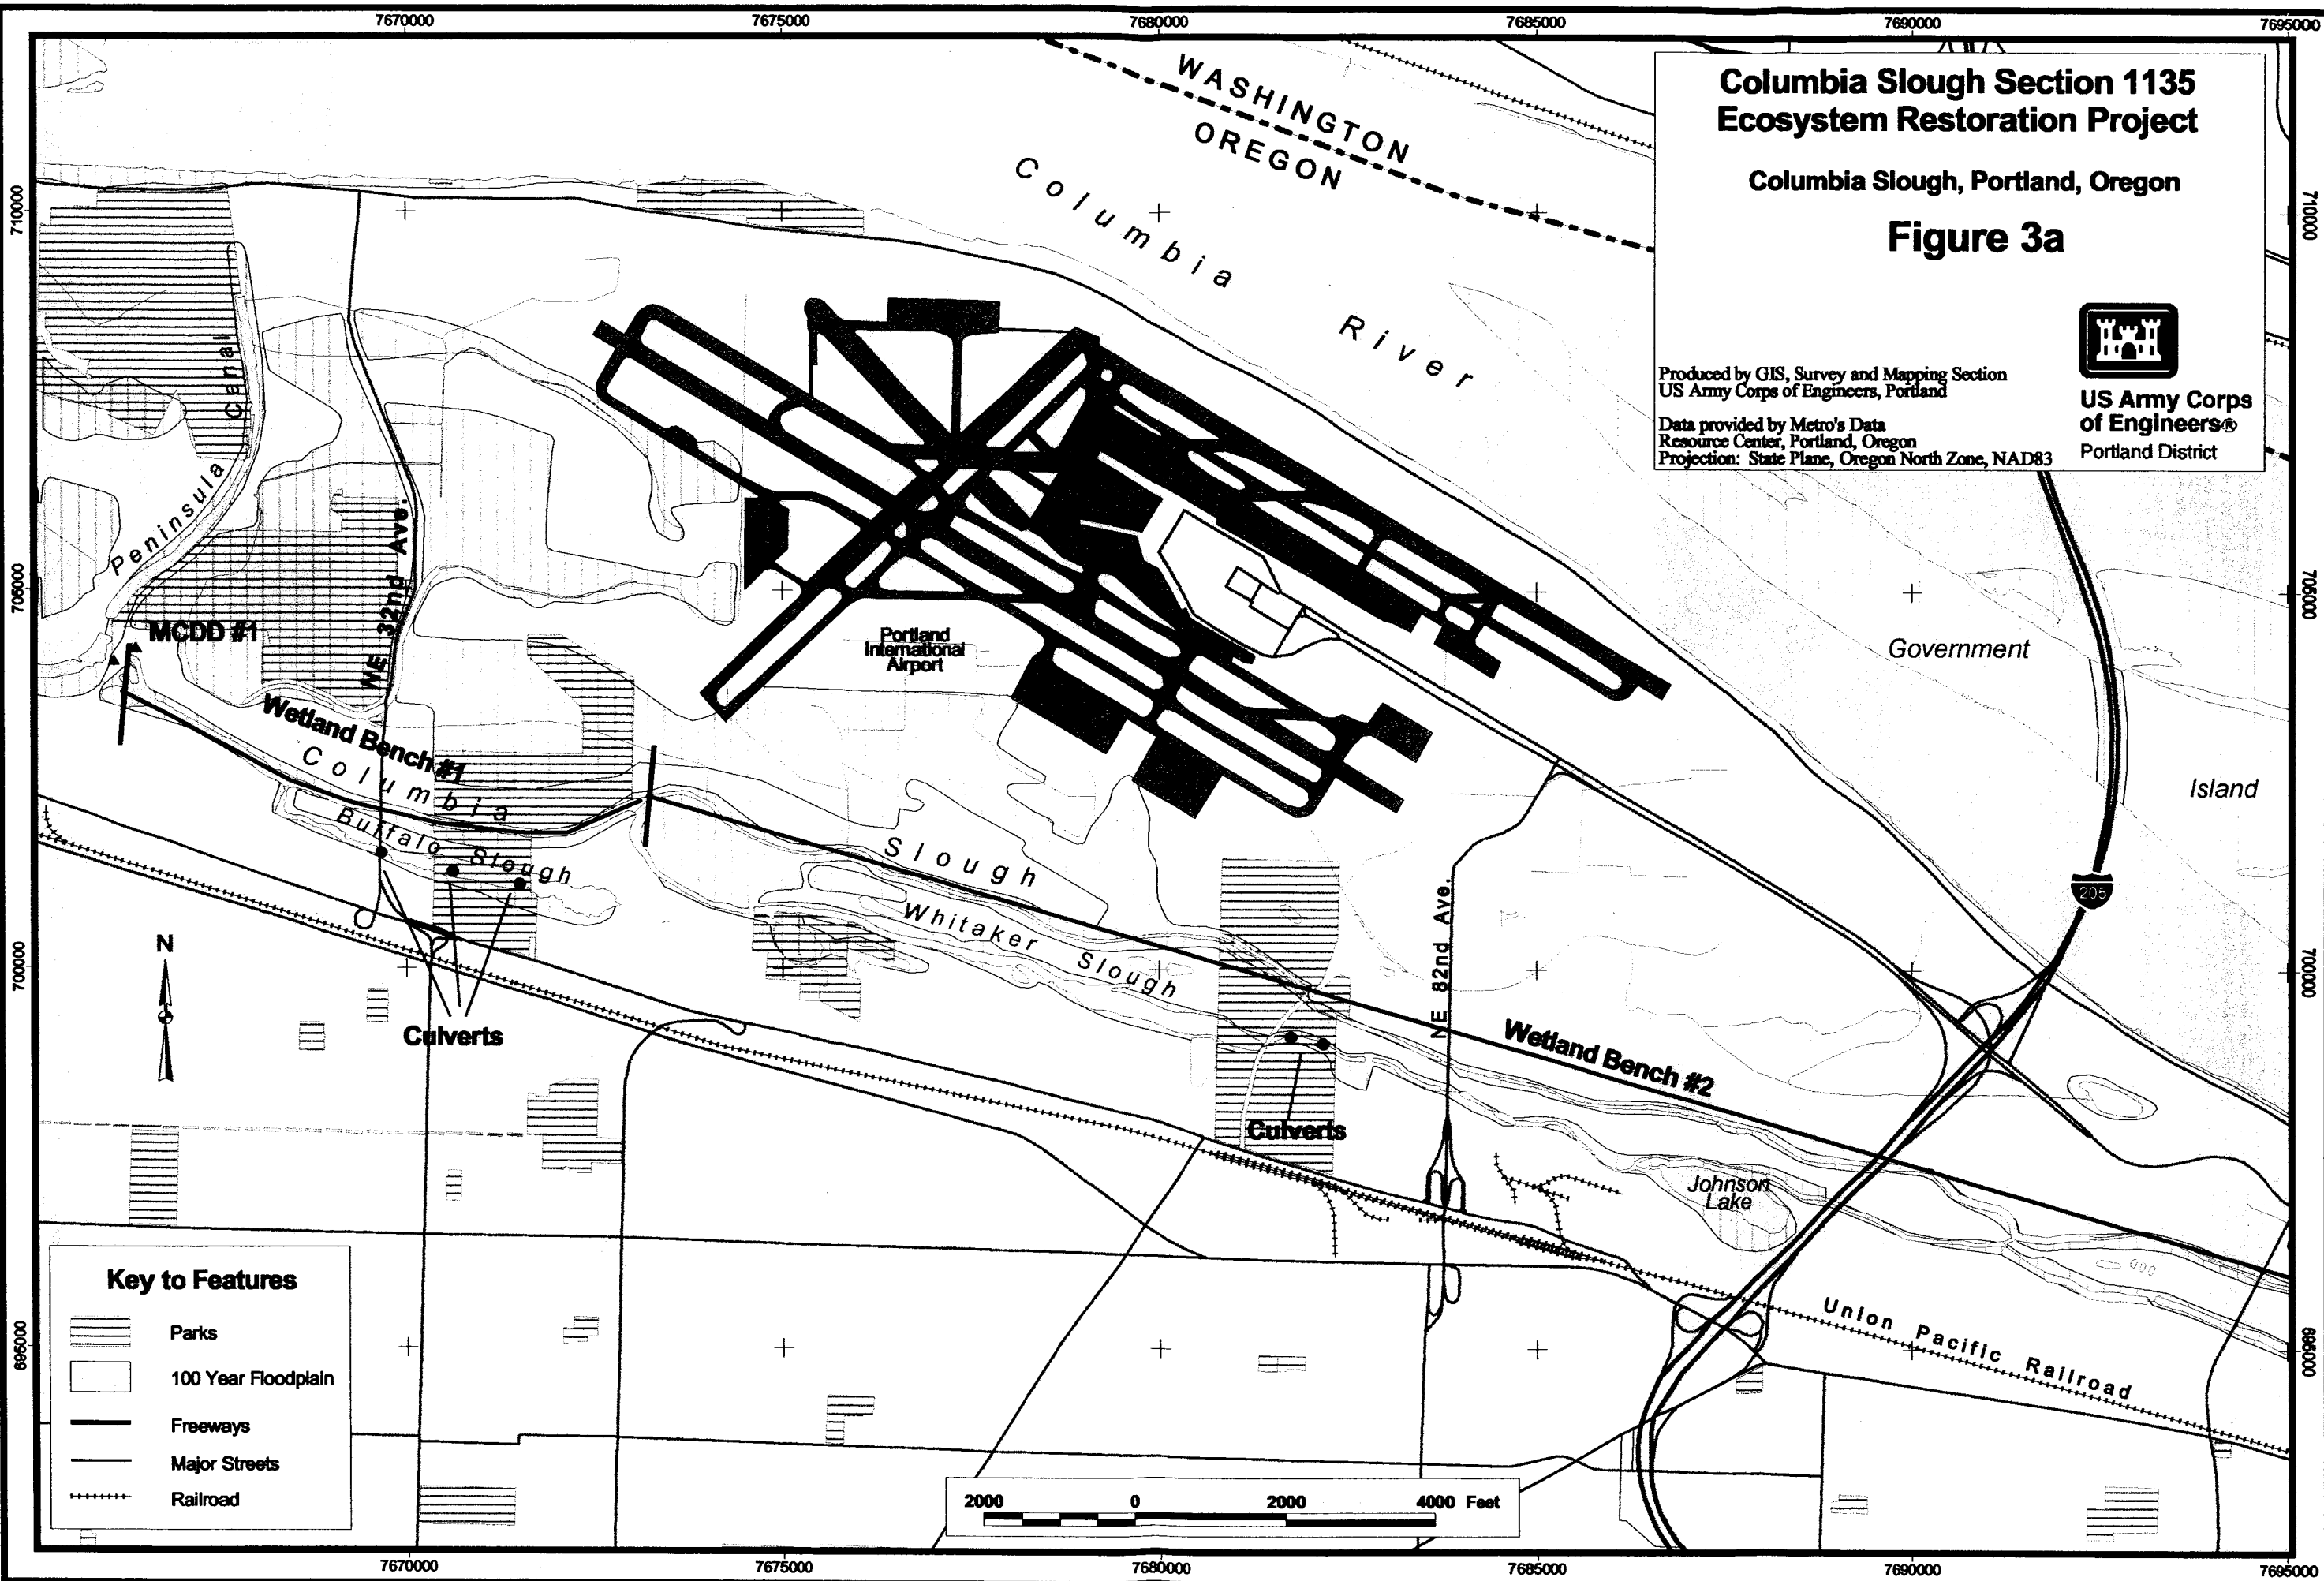 7670000 7675000 7680000 7685000 7690000 7695000
Columbia Slough Section 1135
Ecosystem Restoration Project
Columbia Slough, Portland, Oregon
Figure 3a
Produced by GIS, Survey and Mapping Section
US Army Corps of Engineers, Portland
Data provided by Metro's Data
Resource Center, Portland, Oregon
Projection: State Plane, Oregon North Zone, NAD83
US Army Corps
of Engineers®
Portland District
WASHINGTON
OREGON
Columbia River
710000
710000
Peninsula Canal
NE 32nd Ave.
705000
705000
MCDD #1
Portland
International
Airport
Government
Island
Wetland Bench #1
Columbia Slough
Buffalo Slough
Whitaker Slough
NE 82nd Ave.
205
N
700000
700000
Culverts
Wetland Bench #2
Culverts
Johnson
Lake
Union Pacific Railroad
695000
695000
Key to Features
Parks
100 Year Floodplain
Freeways
Major Streets
Railroad
2000 0 2000 4000 Feet
7670000 7675000 7680000 7685000 7690000 7695000